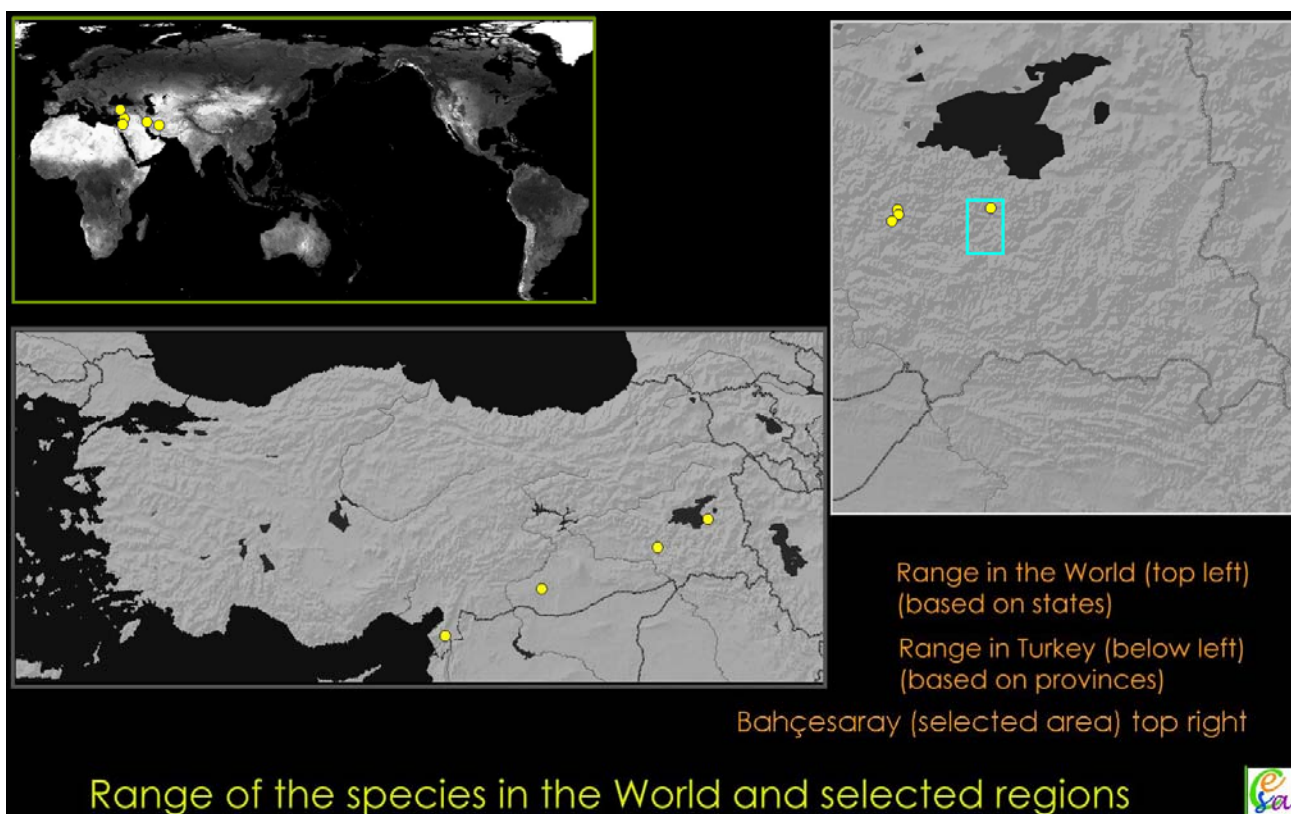 Range in the World (top left)
(based on states)
Range in Turkey (below left)
(based on provinces)
Bahçesaray (selected area) top right
Range of the species in the World and selected regions